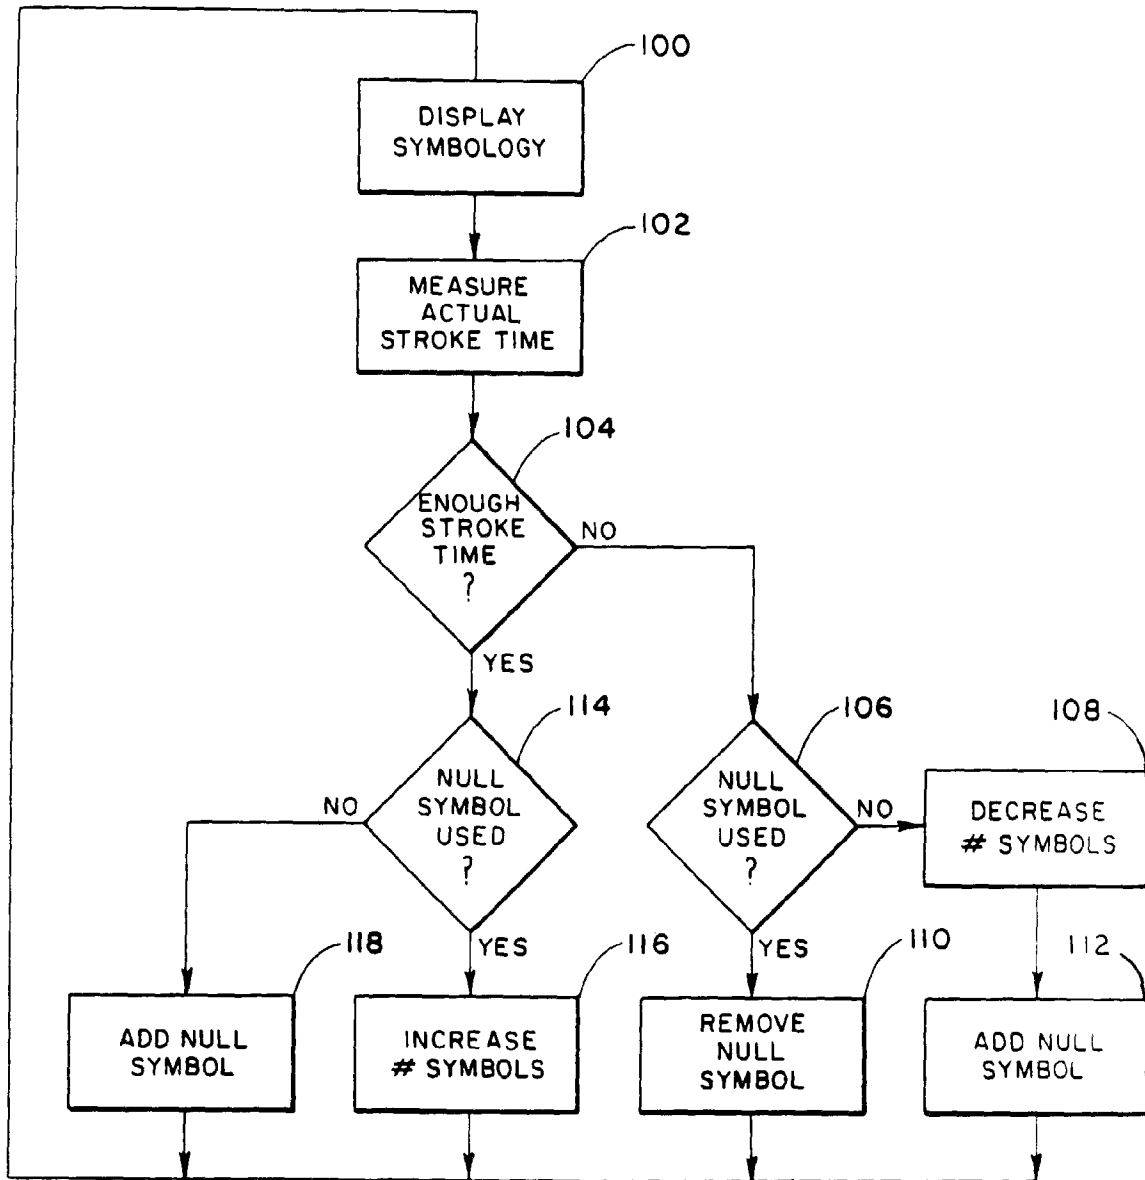 100
DISPLAY
SYMBOLOGY
102
MEASURE
ACTUAL
STROKE TIME
104
ENOUGH
STROKE
TIME
?
NO
YES
114
NULL
SYMBOL
USED
?
NO
YES
106
NULL
SYMBOL
USED
?
NO
YES
108
DECREASE
# SYMBOLS
118
ADD NULL
SYMBOL
116
INCREASE
# SYMBOLS
110
REMOVE
NULL
SYMBOL
112
ADD NULL
SYMBOL